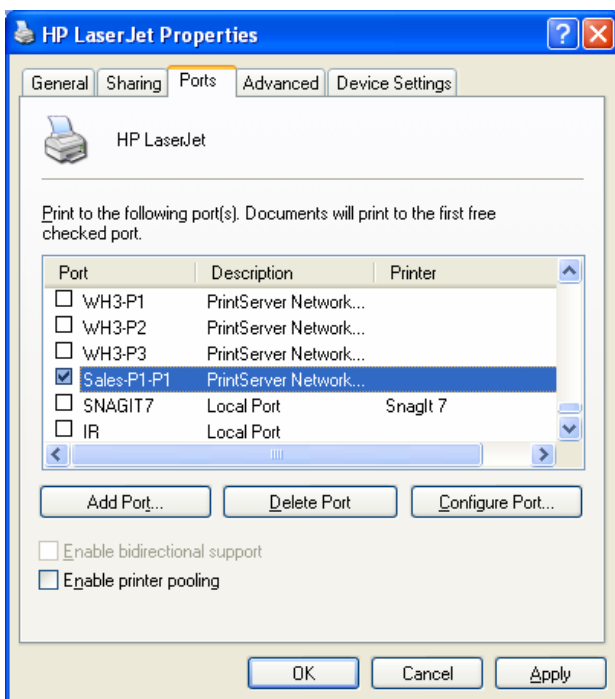 HP LaserJet Properties
General Sharing Ports Advanced Device Settings
HP LaserJet
Print to the following port(s). Documents will print to the first free
checked port.
Port Description Printer
WH3-P1 PrintServer Network...
WH3-P2 PrintServer Network...
WH3-P3 PrintServer Network...
Sales-P1-P1 PrintServer Network...
SNAGIT7 Local Port SnagIt 7
IR Local Port
Add Port... Delete Port Configure Port...
Enable bidirectional support
Enable printer pooling
OK Cancel Apply